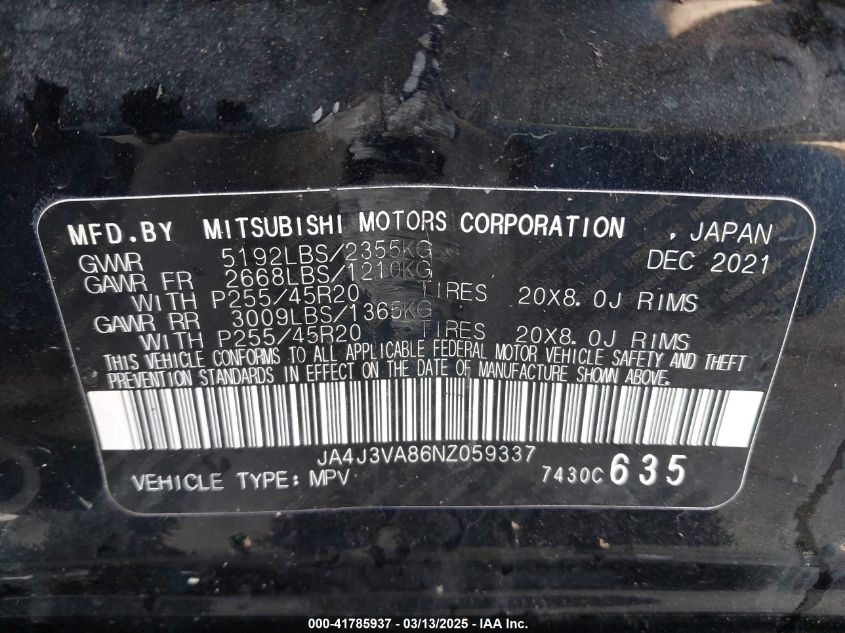 MFD.BY MITSUBISHI MOTORS CORPORATION , JAPAN
GVWR 5192LBS/2355KG DEC 2021
GAWR FR 2668LBS/1210KG
WITH P255/45R20 TIRES 20X8.0J RIMS
GAWR RR 3009LBS/1365KG
WITH P255/45R20 TIRES 20X8.0J RIMS
THIS VEHICLE CONFORMS TO ALL APPLICABLE FEDERAL MOTOR VEHICLE SAFETY AND THEFT
PREVENTION STANDARDS IN EFFECT ON THE DATE OF MANUFACTURE SHOWN ABOVE.
JA4J3VA86NZ059337
VEHICLE TYPE: MPV 7430C 635
000-41785937 - 03/13/2025 - IAA Inc.